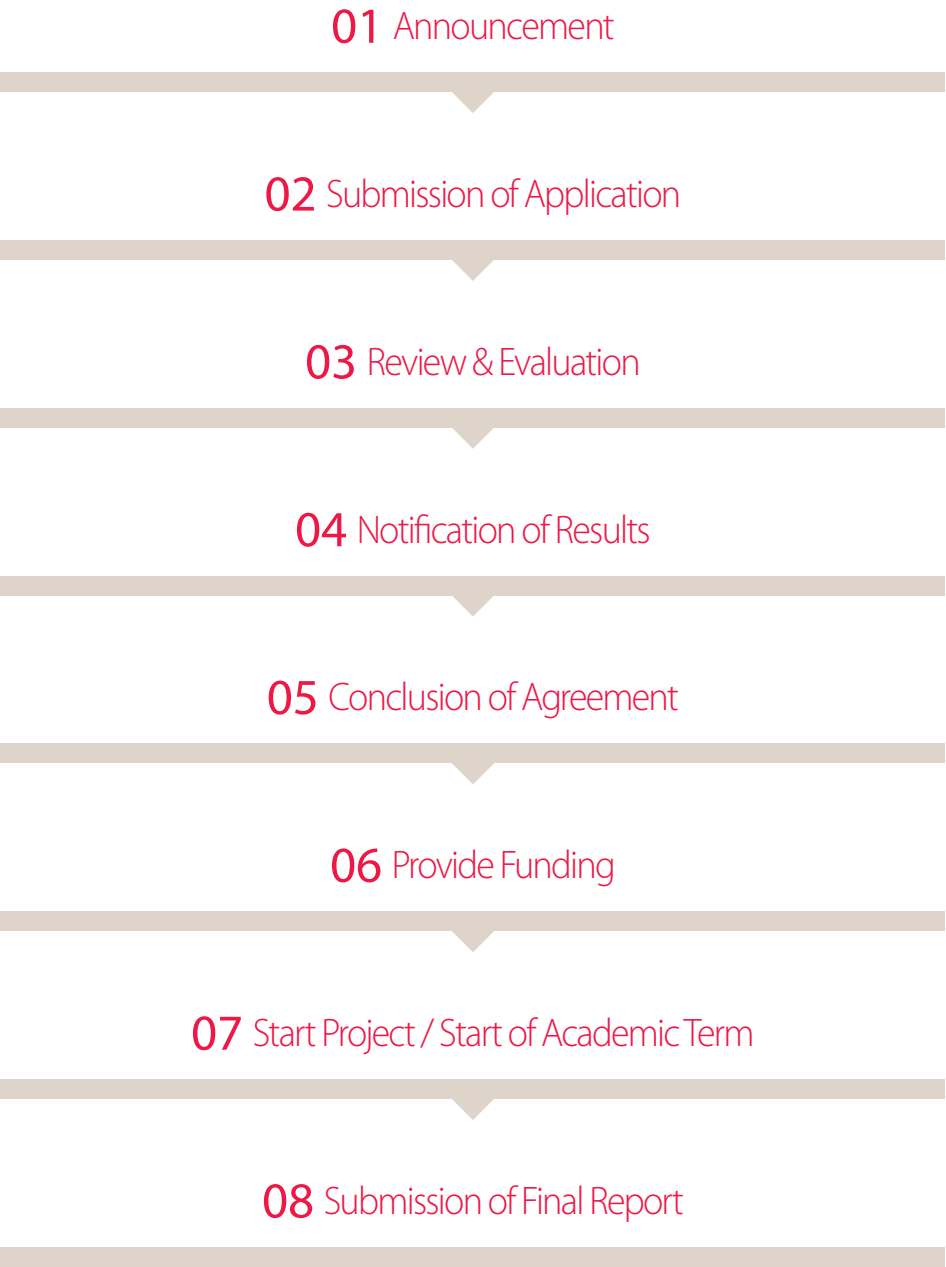 01 Announcement
02 Submission of Application
03 Review & Evaluation
04 Notification of Results
05 Conclusion of Agreement
06 Provide Funding
07 Start Project / Start of Academic Term
08 Submission of Final Report